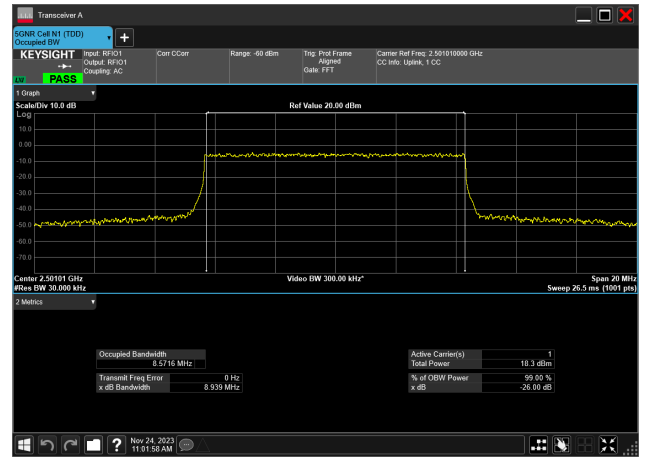 Transceiver A
5GNR Cell N1 (TDD)
Occupied BW
KEYSIGHT
PASS
Input: RFIO1
Output: RFIO1
Coupling: AC
Corr CCorr
Range: -60 dBm
Trig: Prot Frame
Aligned
Gate: FFT
Carrier Ref Freq: 2.501010000 GHz
CC Info: Uplink, 1 CC
LXI
1 Graph
Scale/Div 10.0 dB
Ref Value 20.00 dBm
Log
10.0
0.00
-10.0
-20.0
-30.0
-40.0
-50.0
-60.0
-70.0
Center 2.50101 GHz
Video BW 300.00 kHz*
Span 20 MHz
#Res BW 30.000 kHz
Sweep 26.5 ms (1001 pts)
2 Metrics
Occupied Bandwidth
8.5716 MHz
Transmit Freq Error 0 Hz
x dB Bandwidth 8.939 MHz
Active Carrier(s) 1
Total Power 18.3 dBm
% of OBW Power 99.00 %
x dB -26.00 dB
Nov 24, 2023
11:01:58 AM